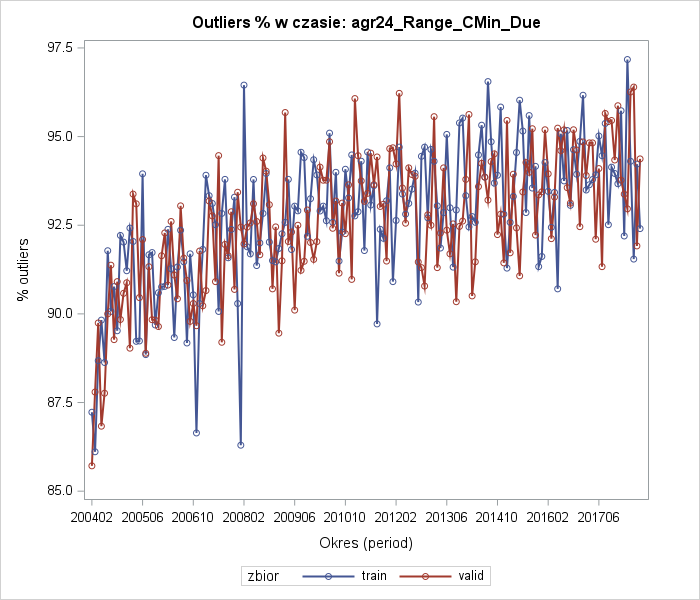 Outliers % w czasie: agr24_Range_CMin_Due
% outliers
97.5
95.0
92.5
90.0
87.5
85.0
200402 200506 200610 200802 200906 201010 201202 201306 201410 201602 201706
Okres (period)
zbior train valid